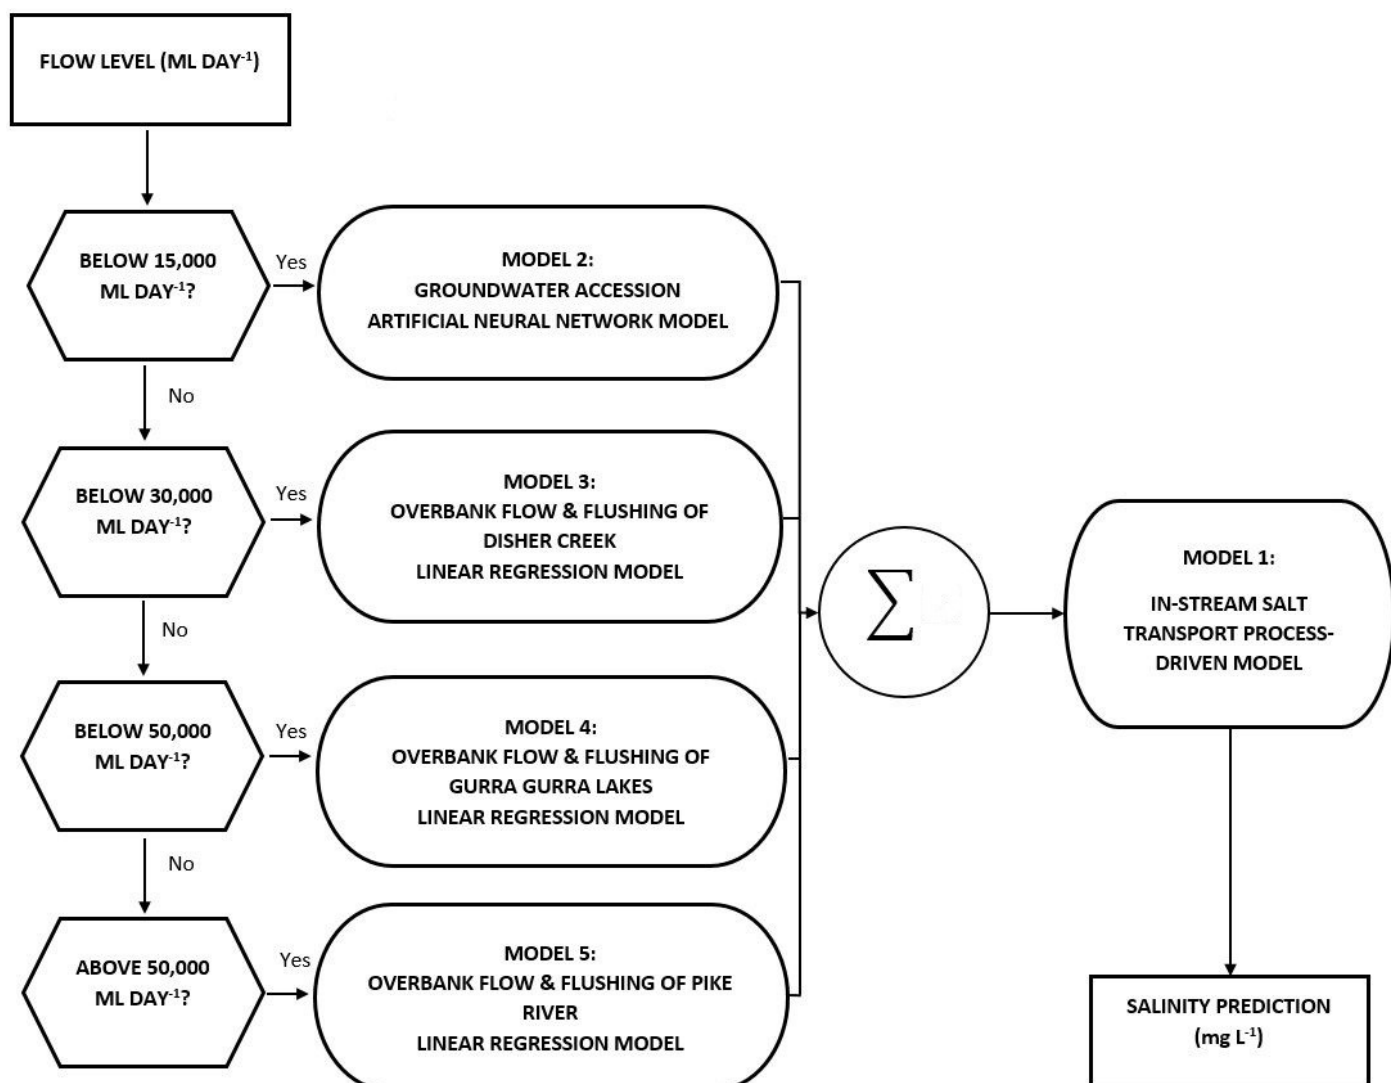 FLOW LEVEL (ML DAY⁻¹)
BELOW 15,000
ML DAY⁻¹?
Yes
MODEL 2:
GROUNDWATER ACCESSION
ARTIFICIAL NEURAL NETWORK MODEL
No
BELOW 30,000
ML DAY⁻¹?
Yes
MODEL 3:
OVERBANK FLOW & FLUSHING OF
DISHER CREEK
LINEAR REGRESSION MODEL
No
BELOW 50,000
ML DAY⁻¹?
Yes
MODEL 4:
OVERBANK FLOW & FLUSHING OF
GURRA GURRA LAKES
LINEAR REGRESSION MODEL
No
ABOVE 50,000
ML DAY⁻¹?
Yes
MODEL 5:
OVERBANK FLOW & FLUSHING OF PIKE
RIVER
LINEAR REGRESSION MODEL
∑
MODEL 1:
IN-STREAM SALT
TRANSPORT PROCESS-
DRIVEN MODEL
SALINITY PREDICTION
(mg L⁻¹)